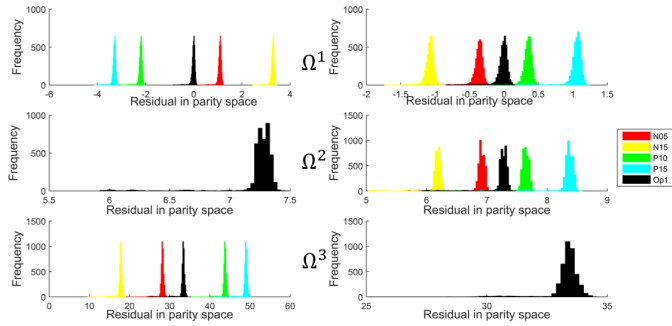 1000
500
0
Frequency
-6 -4 -2 0 2 4
Residual in parity space
Ω1
1000
500
0
Frequency
-2 -1.5 -1 -0.5 0 0.5 1 1.5
Residual in parity space
1000
500
0
Frequency
5.5 6 6.5 7 7.5
Residual in parity space
Ω2
1500
1000
500
0
Frequency
5 6 7 8 9
Residual in parity space
N05
N15
P10
P15
Op1
1500
1000
500
0
Frequency
0 10 20 30 40 50 60
Residual in parity space
Ω3
1500
1000
500
0
Frequency
25 30 35
Residual in parity space